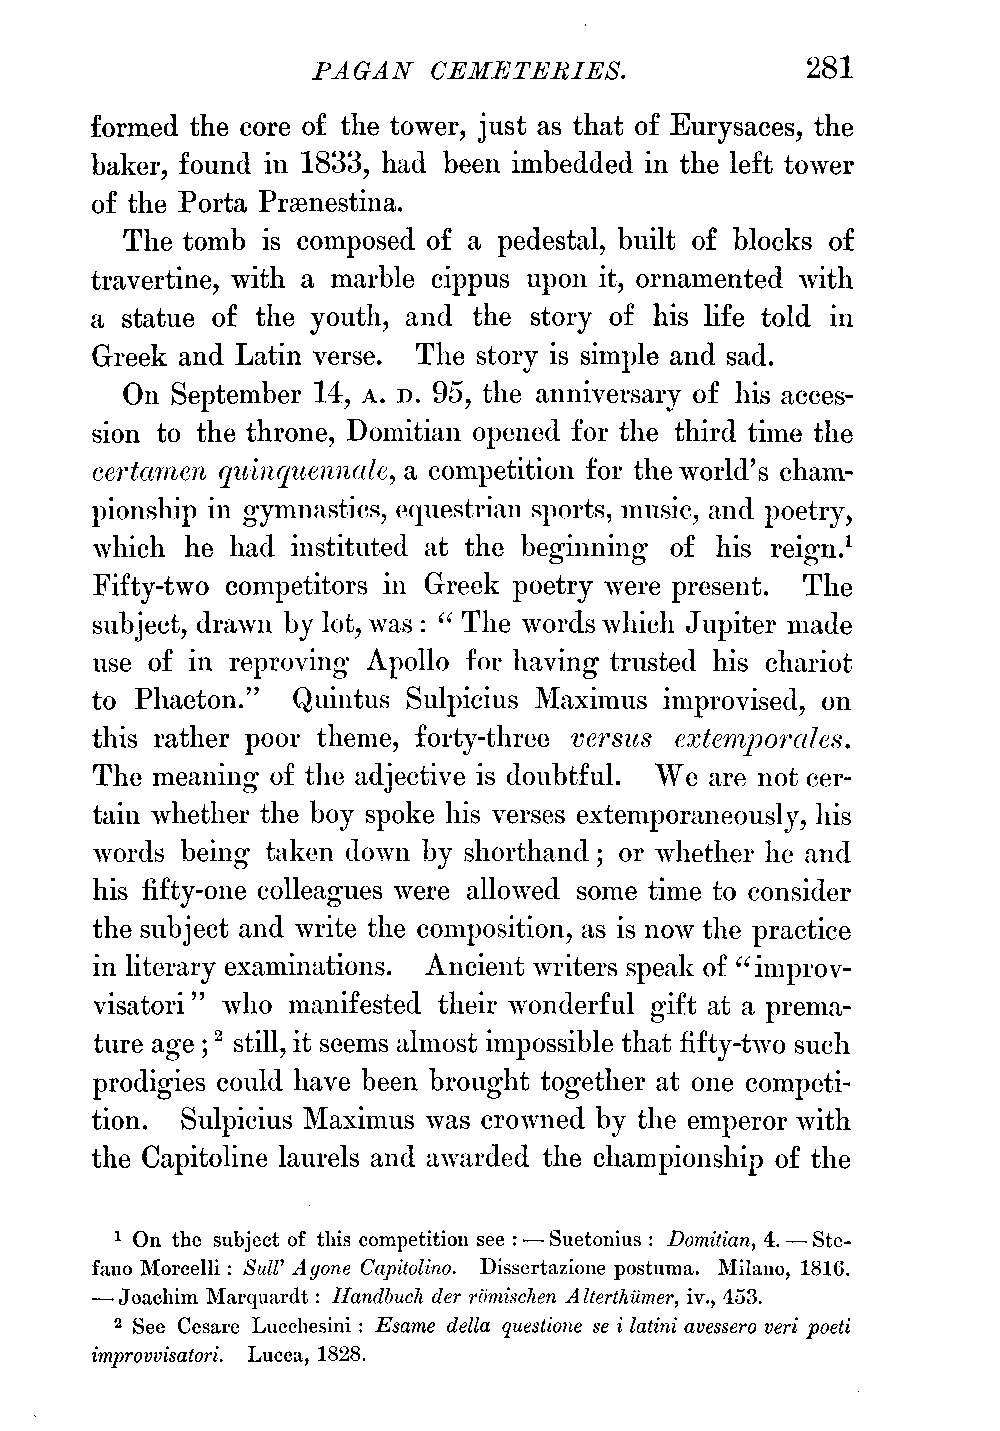 PAGAN CEMETERIES. 281
formed the core of the tower, just as that of Eurysaces, the
baker, found in 1833, had been imbedded in the left tower
of the Porta Prænestina.
The tomb is composed of a pedestal, built of blocks of
travertine, with a marble cippus upon it, ornamented with
a statue of the youth, and the story of his life told in
Greek and Latin verse. The story is simple and sad.
On September 14, A. D. 95, the anniversary of his acces-
sion to the throne, Domitian opened for the third time the
certamen quinquennale, a competition for the world's cham-
pionship in gymnastics, equestrian sports, music, and poetry,
which he had instituted at the beginning of his reign.¹
Fifty-two competitors in Greek poetry were present. The
subject, drawn by lot, was : “ The words which Jupiter made
use of in reproving Apollo for having trusted his chariot
to Phaeton.” Quintus Sulpicius Maximus improvised, on
this rather poor theme, forty-three versus extemporales.
The meaning of the adjective is doubtful. We are not cer-
tain whether the boy spoke his verses extemporaneously, his
words being taken down by shorthand ; or whether he and
his fifty-one colleagues were allowed some time to consider
the subject and write the composition, as is now the practice
in literary examinations. Ancient writers speak of “improv-
visatori” who manifested their wonderful gift at a prema-
ture age ; ² still, it seems almost impossible that fifty-two such
prodigies could have been brought together at one competi-
tion. Sulpicius Maximus was crowned by the emperor with
the Capitoline laurels and awarded the championship of the
¹ On the subject of this competition see : — Suetonius : Domitian, 4. — Ste-
fano Morcelli : Sull' Agone Capitolino. Dissertazione postuma. Milano, 1816.
— Joachim Marquardt : Handbuch der römischen Alterthümer, iv., 453.
² See Cesare Lucchesini : Esame della questione se i latini avessero veri poeti
improvvisatori. Lucca, 1828.